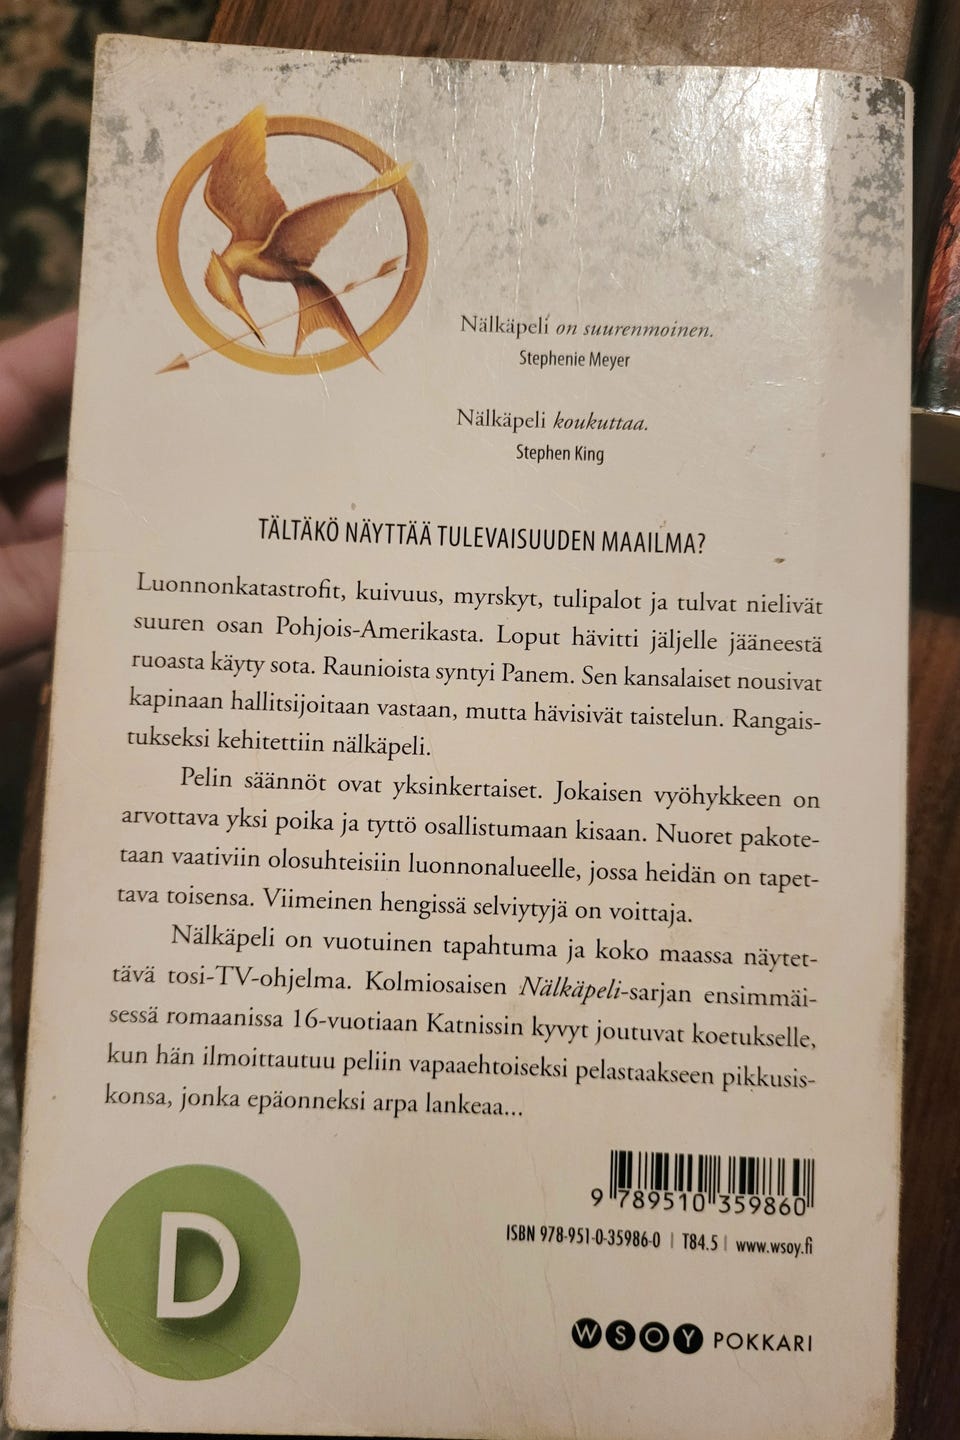 Nälkäpeli on suurenmoinen.
Stephenie Meyer
Nälkäpeli koukuttaa.
Stephen King
TÄLTÄKÖ NÄYTTÄÄ TULEVAISUUDEN MAAILMA?
Luonnonkatastrofit, kuivuus, myrskyt, tulipalot ja tulvat nielivät
suuren osan Pohjois-Amerikasta. Loput hävitti jäljelle jääneestä
ruoasta käyty sota. Raunioista syntyi Panem. Sen kansalaiset nousivat
kapinaan hallitsijoitaan vastaan, mutta hävisivät taistelun. Rangais-
tukseksi kehitettiin nälkäpeli.
Pelin säännöt ovat yksinkertaiset. Jokaisen vyöhykkeen on
arvottava yksi poika ja tyttö osallistumaan kisaan. Nuoret pakote-
taan vaativiin olosuhteisiin luonnonalueelle, jossa heidän on tapet-
tava toisensa. Viimeinen hengissä selviytyjä on voittaja.
Nälkäpeli on vuotuinen tapahtuma ja koko maassa näytet-
tävä tosi-TV-ohjelma. Kolmiosaisen Nälkäpeli-sarjan ensimmäi-
sessä romaanissa 16-vuotiaan Katnissin kyvyt joutuvat koetukselle,
kun hän ilmoittautuu peliin vapaaehtoiseksi pelastaakseen pikkusis-
konsa, jonka epäonneksi arpa lankeaa...
9 789510 359860
ISBN 978-951-0-35986-0 | T84.5 | www.wsoy.fi
D
WSOY POKKARI